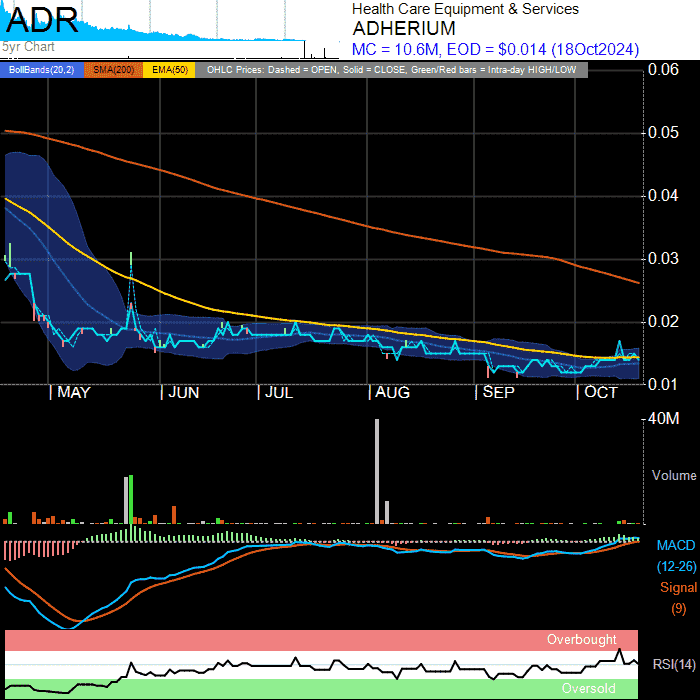 ADR
5yr Chart
Health Care Equipment & Services
ADHERIUM
MC = 10.6M, EOD = $0.014 (18Oct2024)
BollBands(20,2) SMA(200) EMA(50) OHLC Prices: Dashed = OPEN, Solid = CLOSE, Green/Red bars = Intra-day HIGH/LOW
0.06
0.05
0.04
0.03
0.02
0.01
MAY JUN JUL AUG SEP OCT
40M
Volume
MACD
(12-26)
Signal
(9)
Overbought
RSI(14)
Oversold